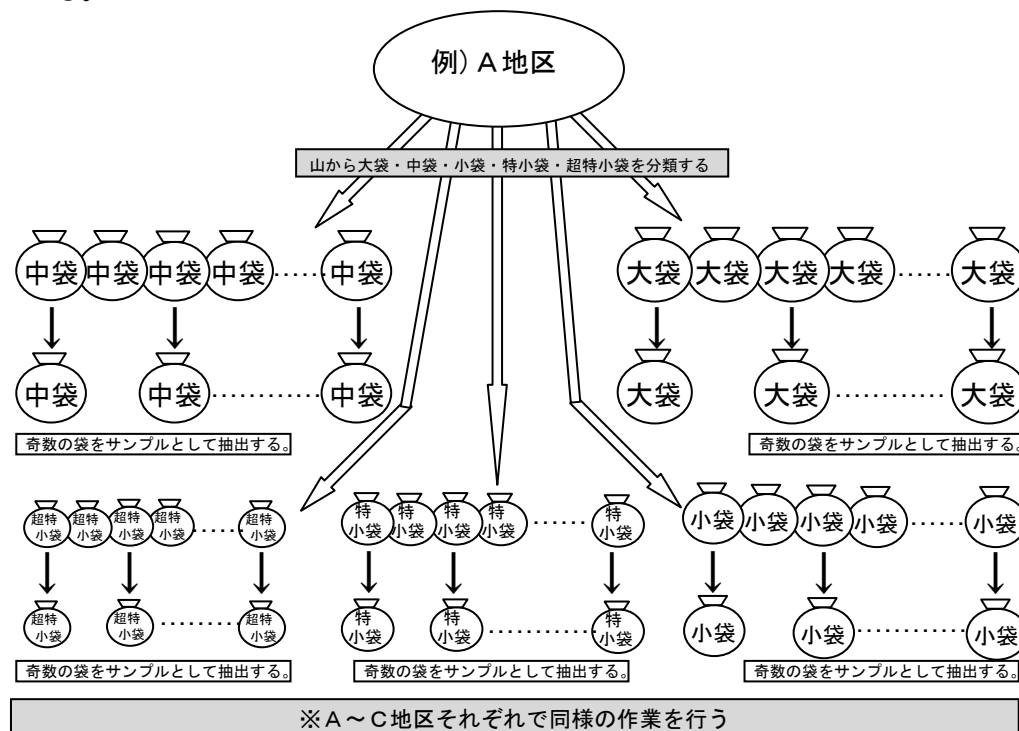 例）Ａ地区
山から大袋・中袋・小袋・特小袋・超特小袋を分類する
中袋 中袋 中袋 中袋 ...... 中袋
大袋 大袋 大袋 大袋 ...... 大袋
中袋 中袋 ............ 中袋
大袋 大袋 ............ 大袋
奇数の袋をサンプルとして抽出する。
奇数の袋をサンプルとして抽出する。
超特小袋 超特小袋 超特小袋 超特小袋 ...... 超特小袋
特小袋 特小袋 特小袋 特小袋 ...... 特小袋
小袋 小袋 小袋 小袋 ...... 小袋
超特小袋 超特小袋 ............ 超特小袋
特小袋 特小袋 ............ 特小袋
小袋 小袋 ............ 小袋
奇数の袋をサンプルとして抽出する。
奇数の袋をサンプルとして抽出する。
奇数の袋をサンプルとして抽出する。
※Ａ～Ｃ地区それぞれで同様の作業を行う